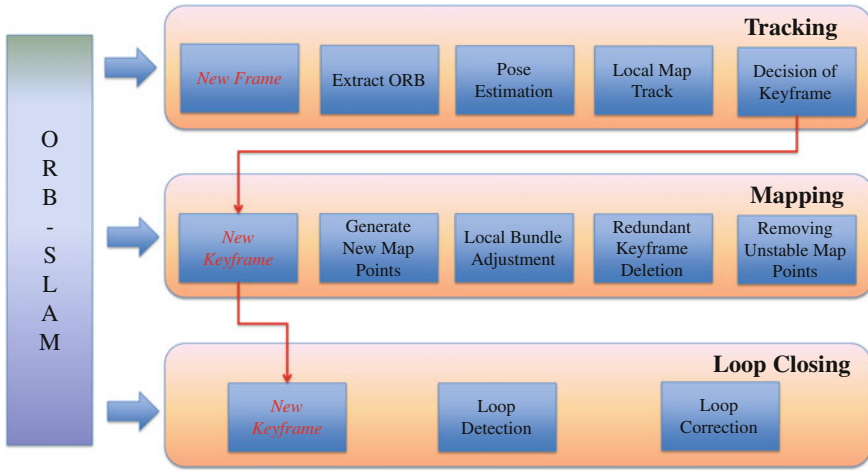 ORB-SLAM
Tracking
New Frame
Extract ORB
Pose
Estimation
Local Map
Track
Decision of
Keyframe
Mapping
New
Keyframe
Generate
New Map
Points
Local Bundle
Adjustment
Redundant
Keyframe
Deletion
Removing
Unstable Map
Points
Loop Closing
New
Keyframe
Loop
Detection
Loop
Correction